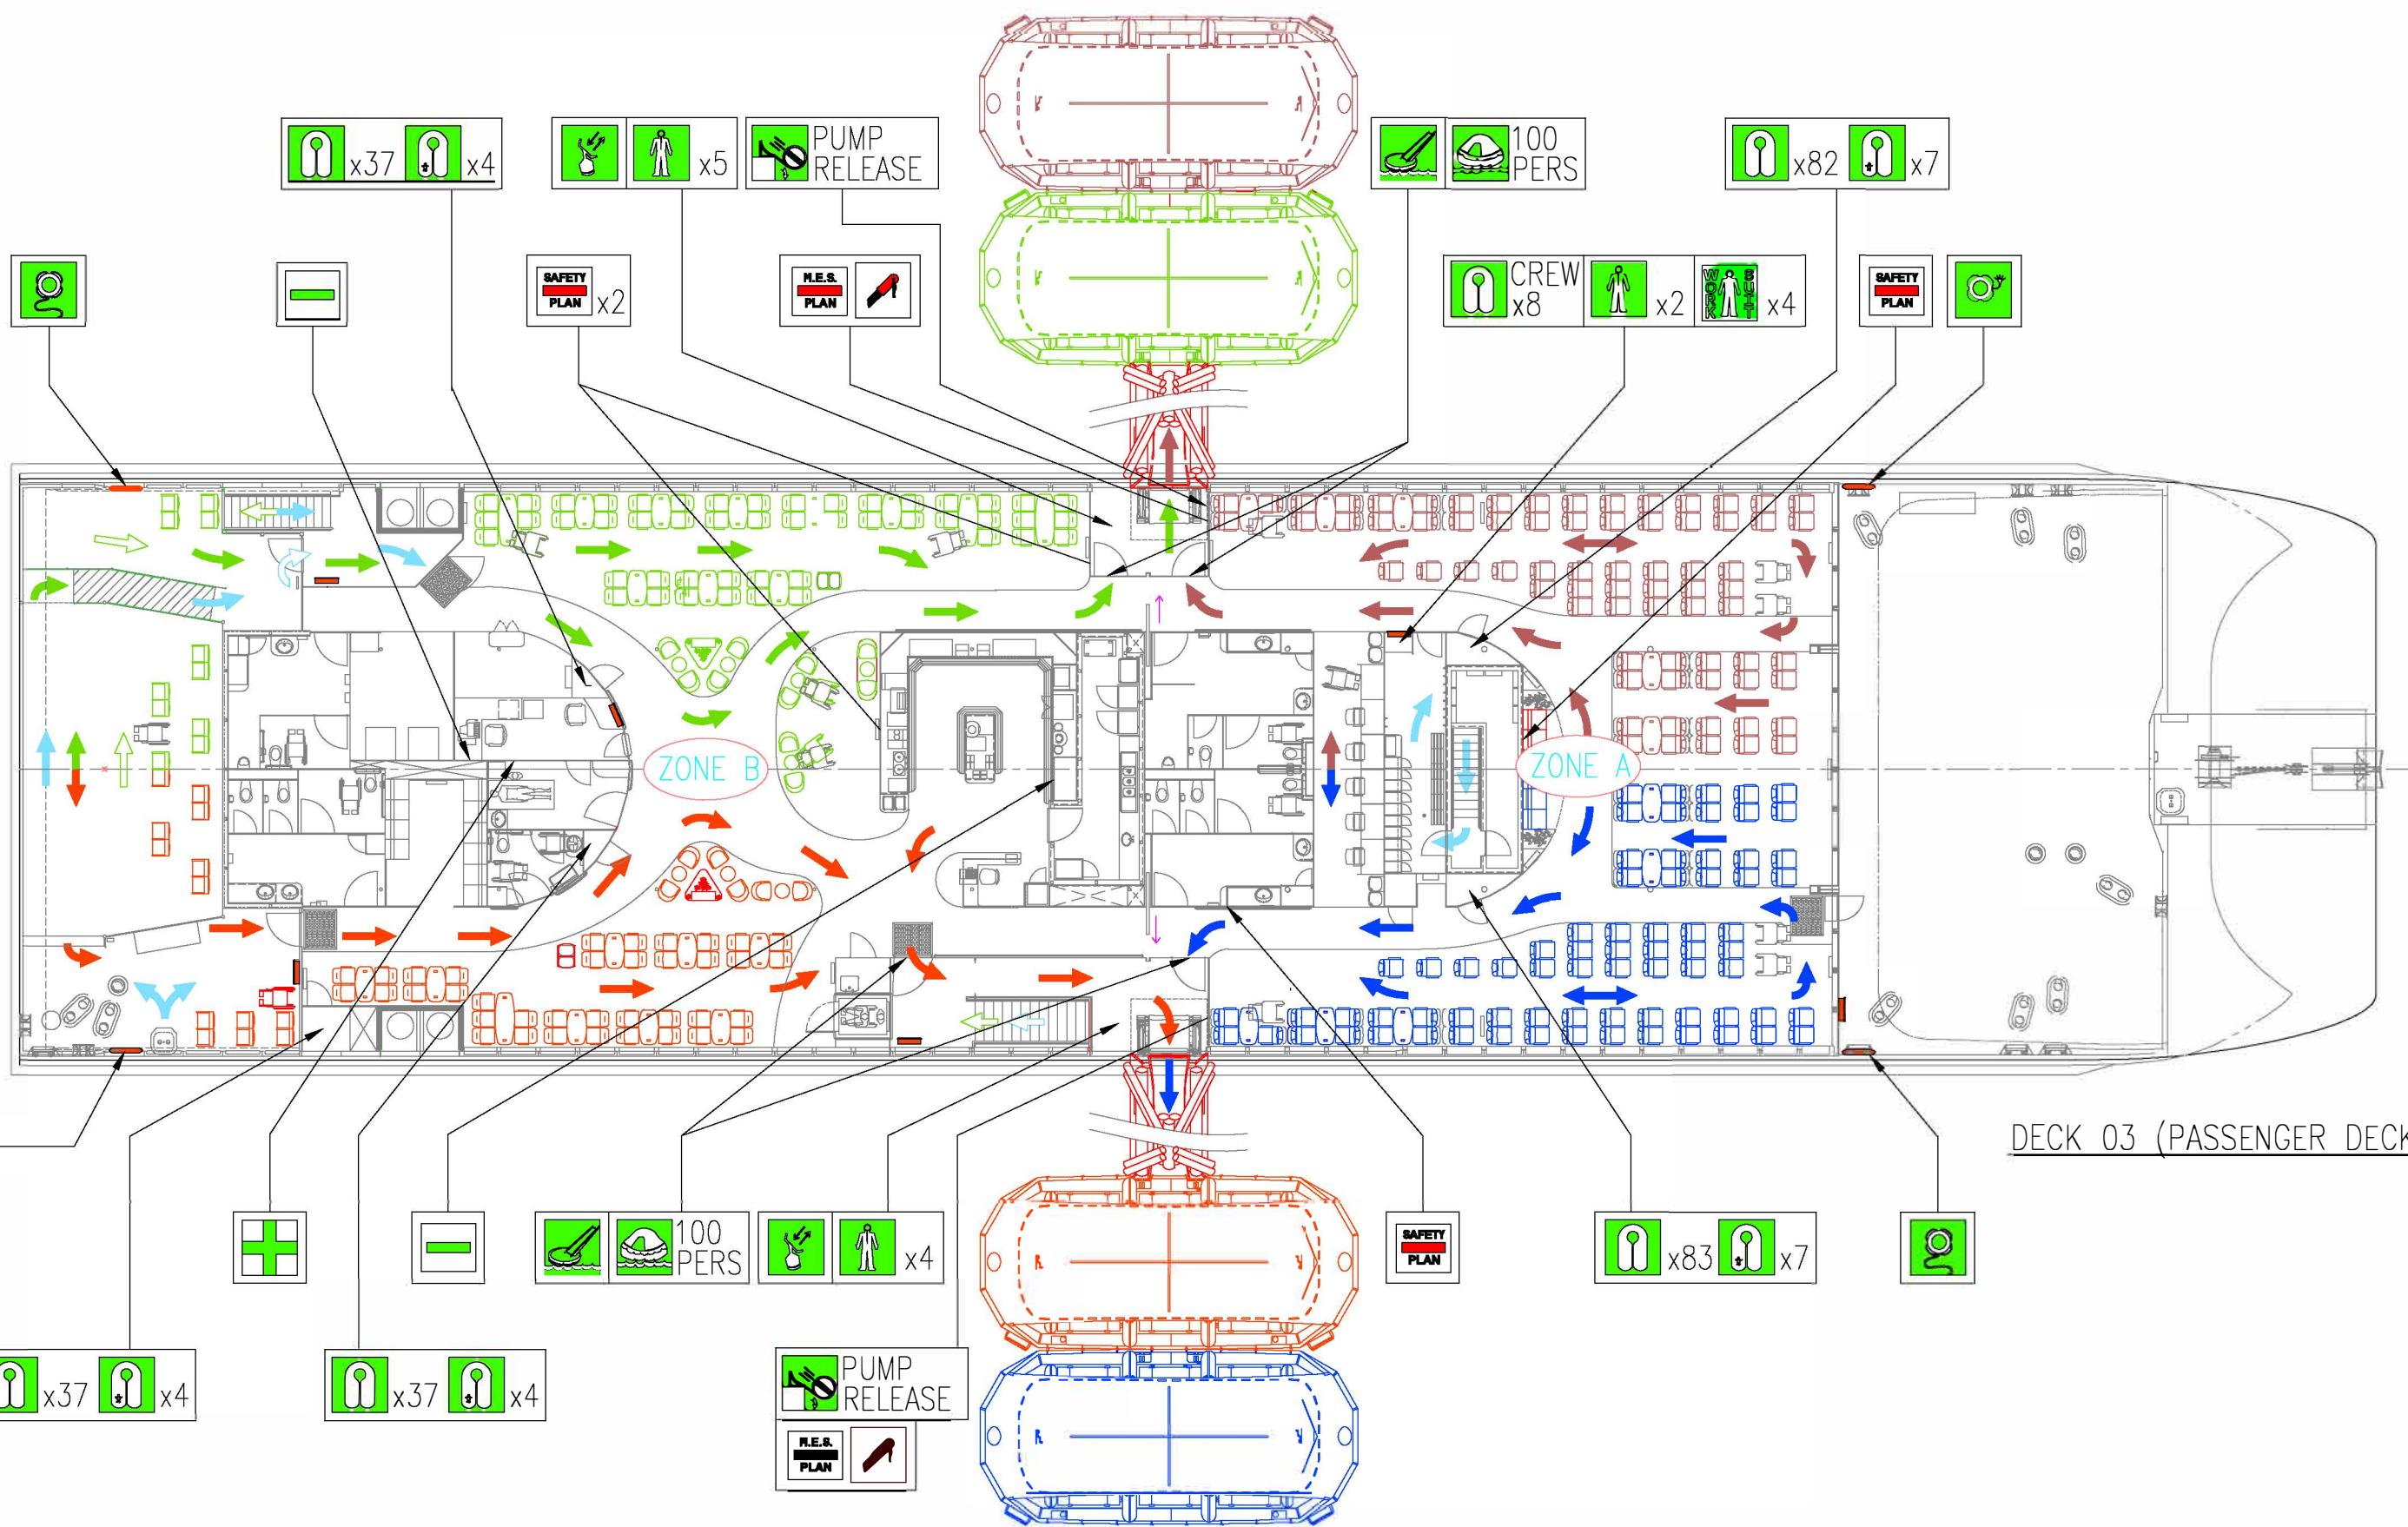 x37 x4
x5
PUMP
RELEASE
100
PERS
x82 x7
SAFETY
PLAN x2
M.E.S.
PLAN
CREW
x8
x2
WORK SUIT x4
SAFETY
PLAN
ZONE B
ZONE A
DECK 03 (PASSENGER DECK
100
PERS
x4
SAFETY
PLAN
x83 x7
x37 x4
x37 x4
PUMP
RELEASE
M.E.S.
PLAN